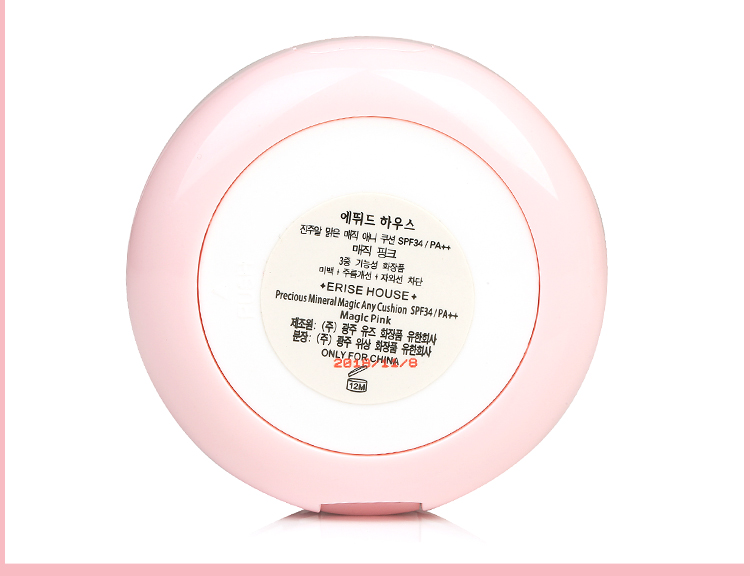 에뛰드 하우스
진주알 맑은 매직 애니 쿠션 SPF34 / PA++
매직 핑크
3중 기능성 화장품
미백 + 주름개선 + 자외선 차단
✦ERISE HOUSE✦
Precious Mineral Magic Any Cushion SPF34 / PA++
Magic Pink
제조원: (주) 광주 유즈 화장품 유한회사
분장: (주) 광주 위상 화장품 유한회사
ONLY FOR CHINA
12M